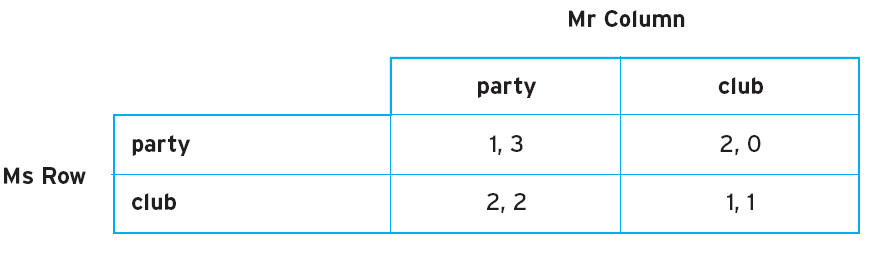 Mr Column
party club
party 1, 3 2, 0
Ms Row
club 2, 2 1, 1